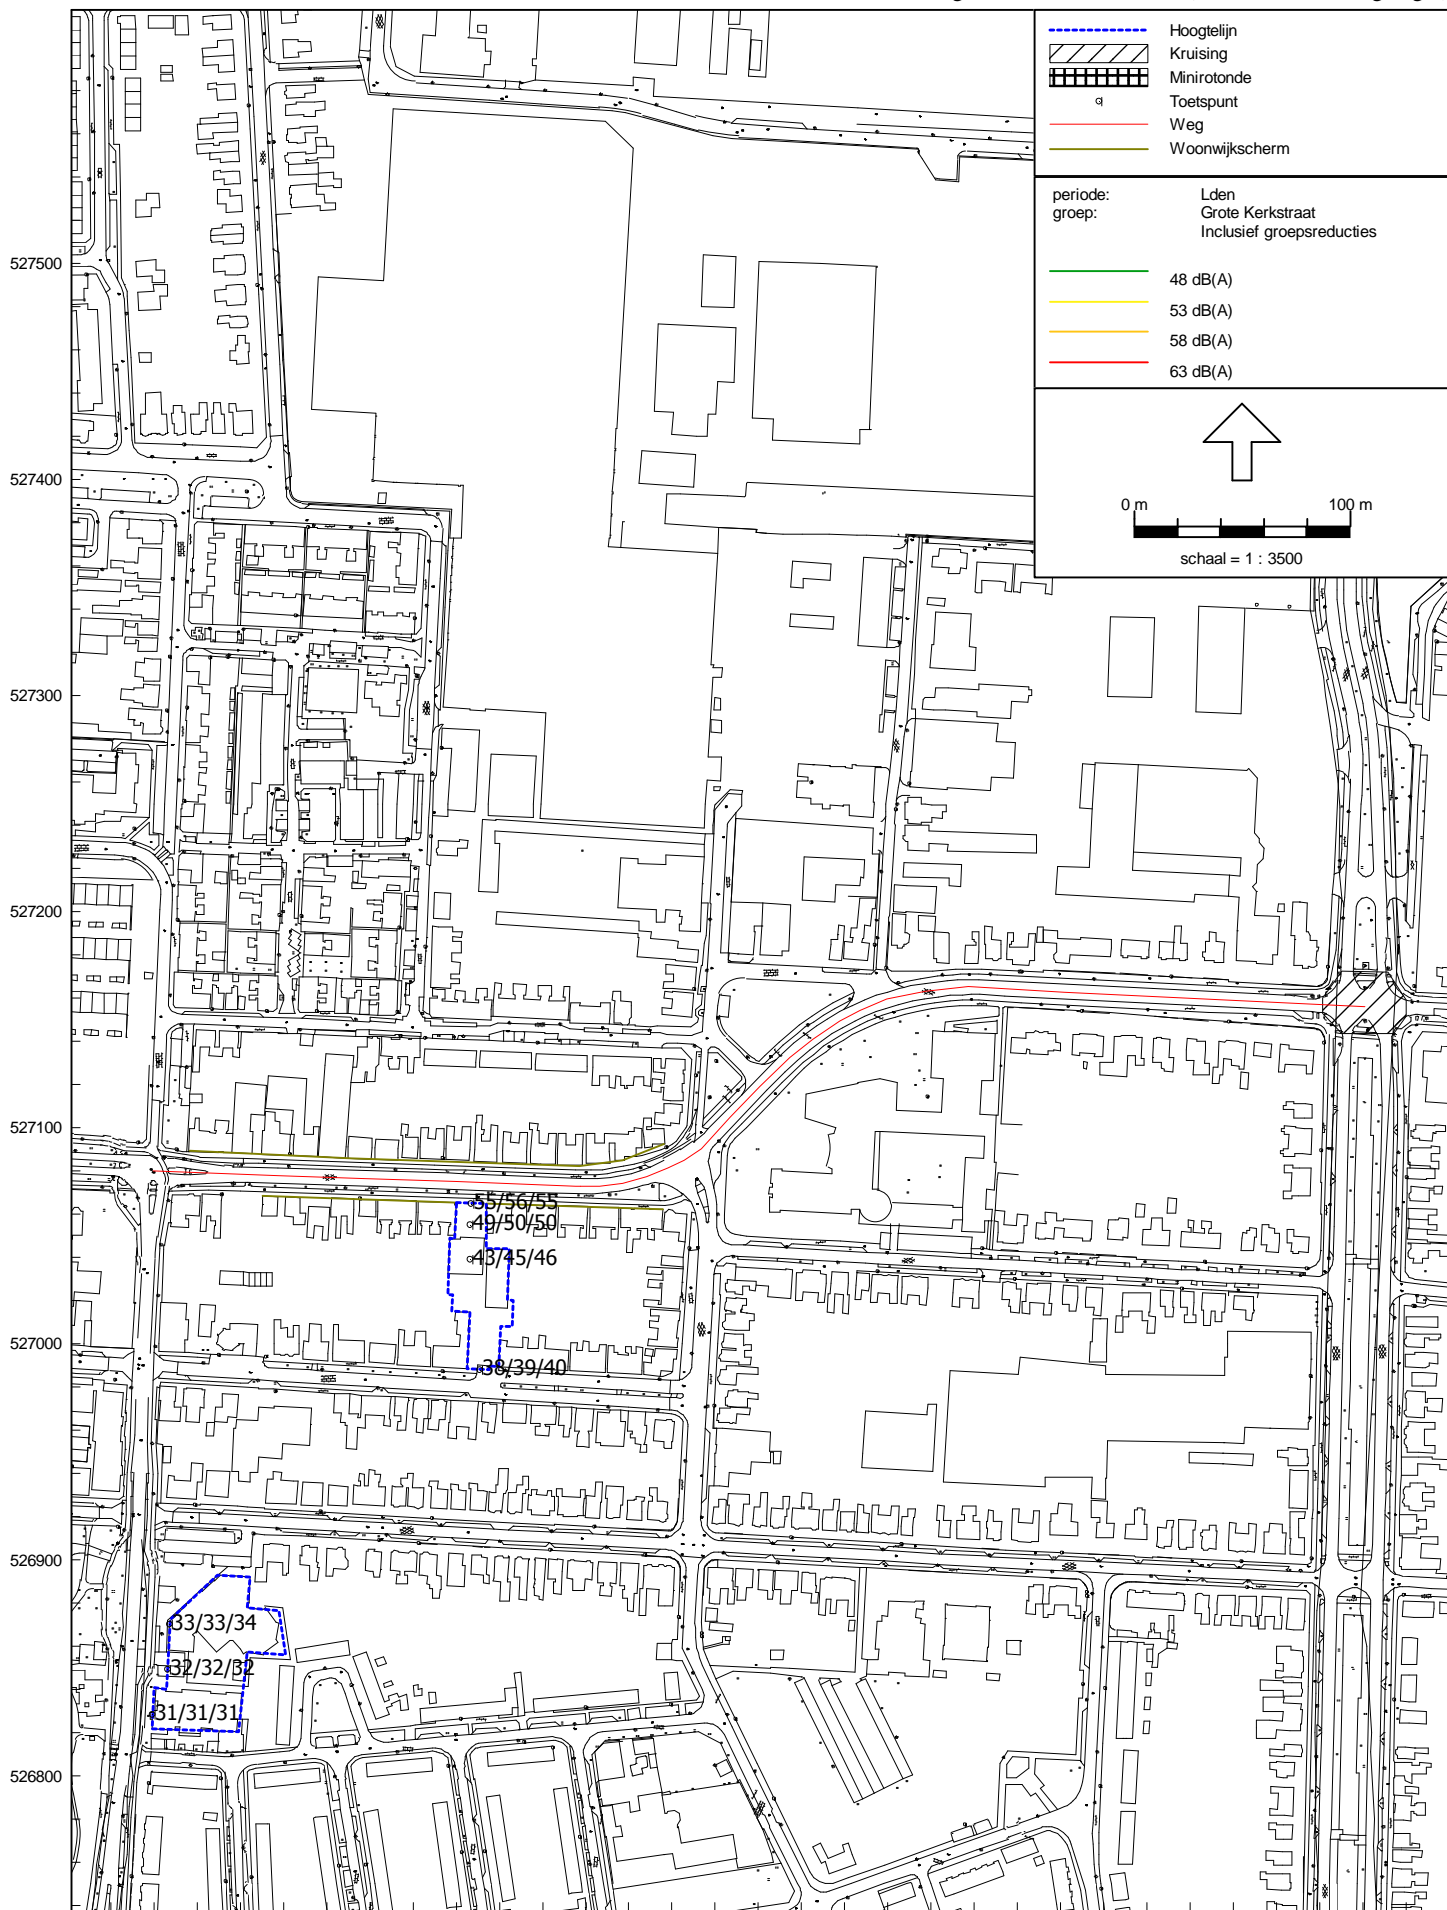 Hoogtelijn
Kruising
Minirotonde
Toetspunt
Weg
Woonwijkscherm
periode: Lden
groep: Grote Kerkstraat
Inclusief groepsreducties
48 dB(A)
53 dB(A)
58 dB(A)
63 dB(A)
0 m 100 m
schaal = 1 : 3500
527500
527400
527300
527200
527100
55/56/55
49/50/50
43/45/46
527000
38/39/40
526900
33/33/34
32/32/32
31/31/31
526800